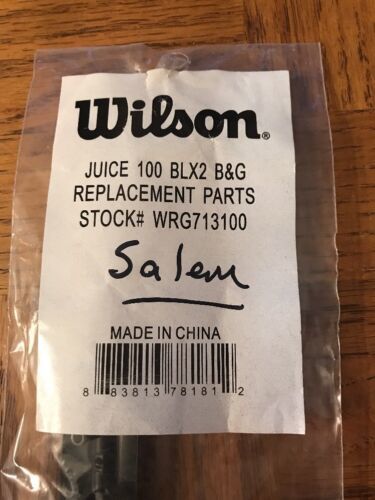 Wilson®
JUICE 100 BLX2 B&G
REPLACEMENT PARTS
STOCK# WRG713100
Salem
MADE IN CHINA
8 83813 78181 2